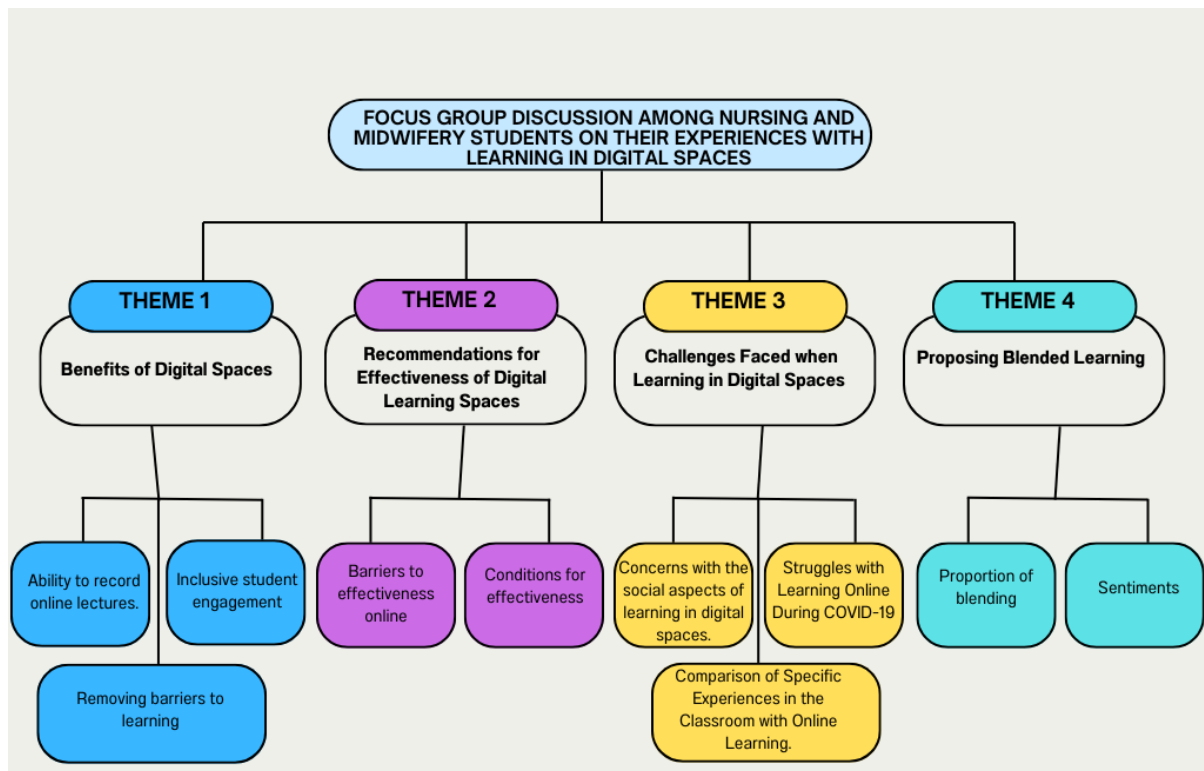 FOCUS GROUP DISCUSSION AMONG NURSING AND
MIDWIFERY STUDENTS ON THEIR EXPERIENCES WITH
LEARNING IN DIGITAL SPACES
THEME 1
Benefits of Digital Spaces
THEME 2
Recommendations for
Effectiveness of Digital
Learning Spaces
THEME 3
Challenges Faced when
Learning in Digital Spaces
THEME 4
Proposing Blended Learning
Ability to record
online lectures.
Inclusive student
engagement
Removing barriers to
learning
Barriers to
effectiveness
online
Conditions for
effectiveness
Concerns with the
social aspects of
learning in digital
spaces.
Struggles with
Learning Online
During COVID-19
Comparison of Specific
Experiences in the
Classroom with Online
Learning.
Proportion of
blending
Sentiments